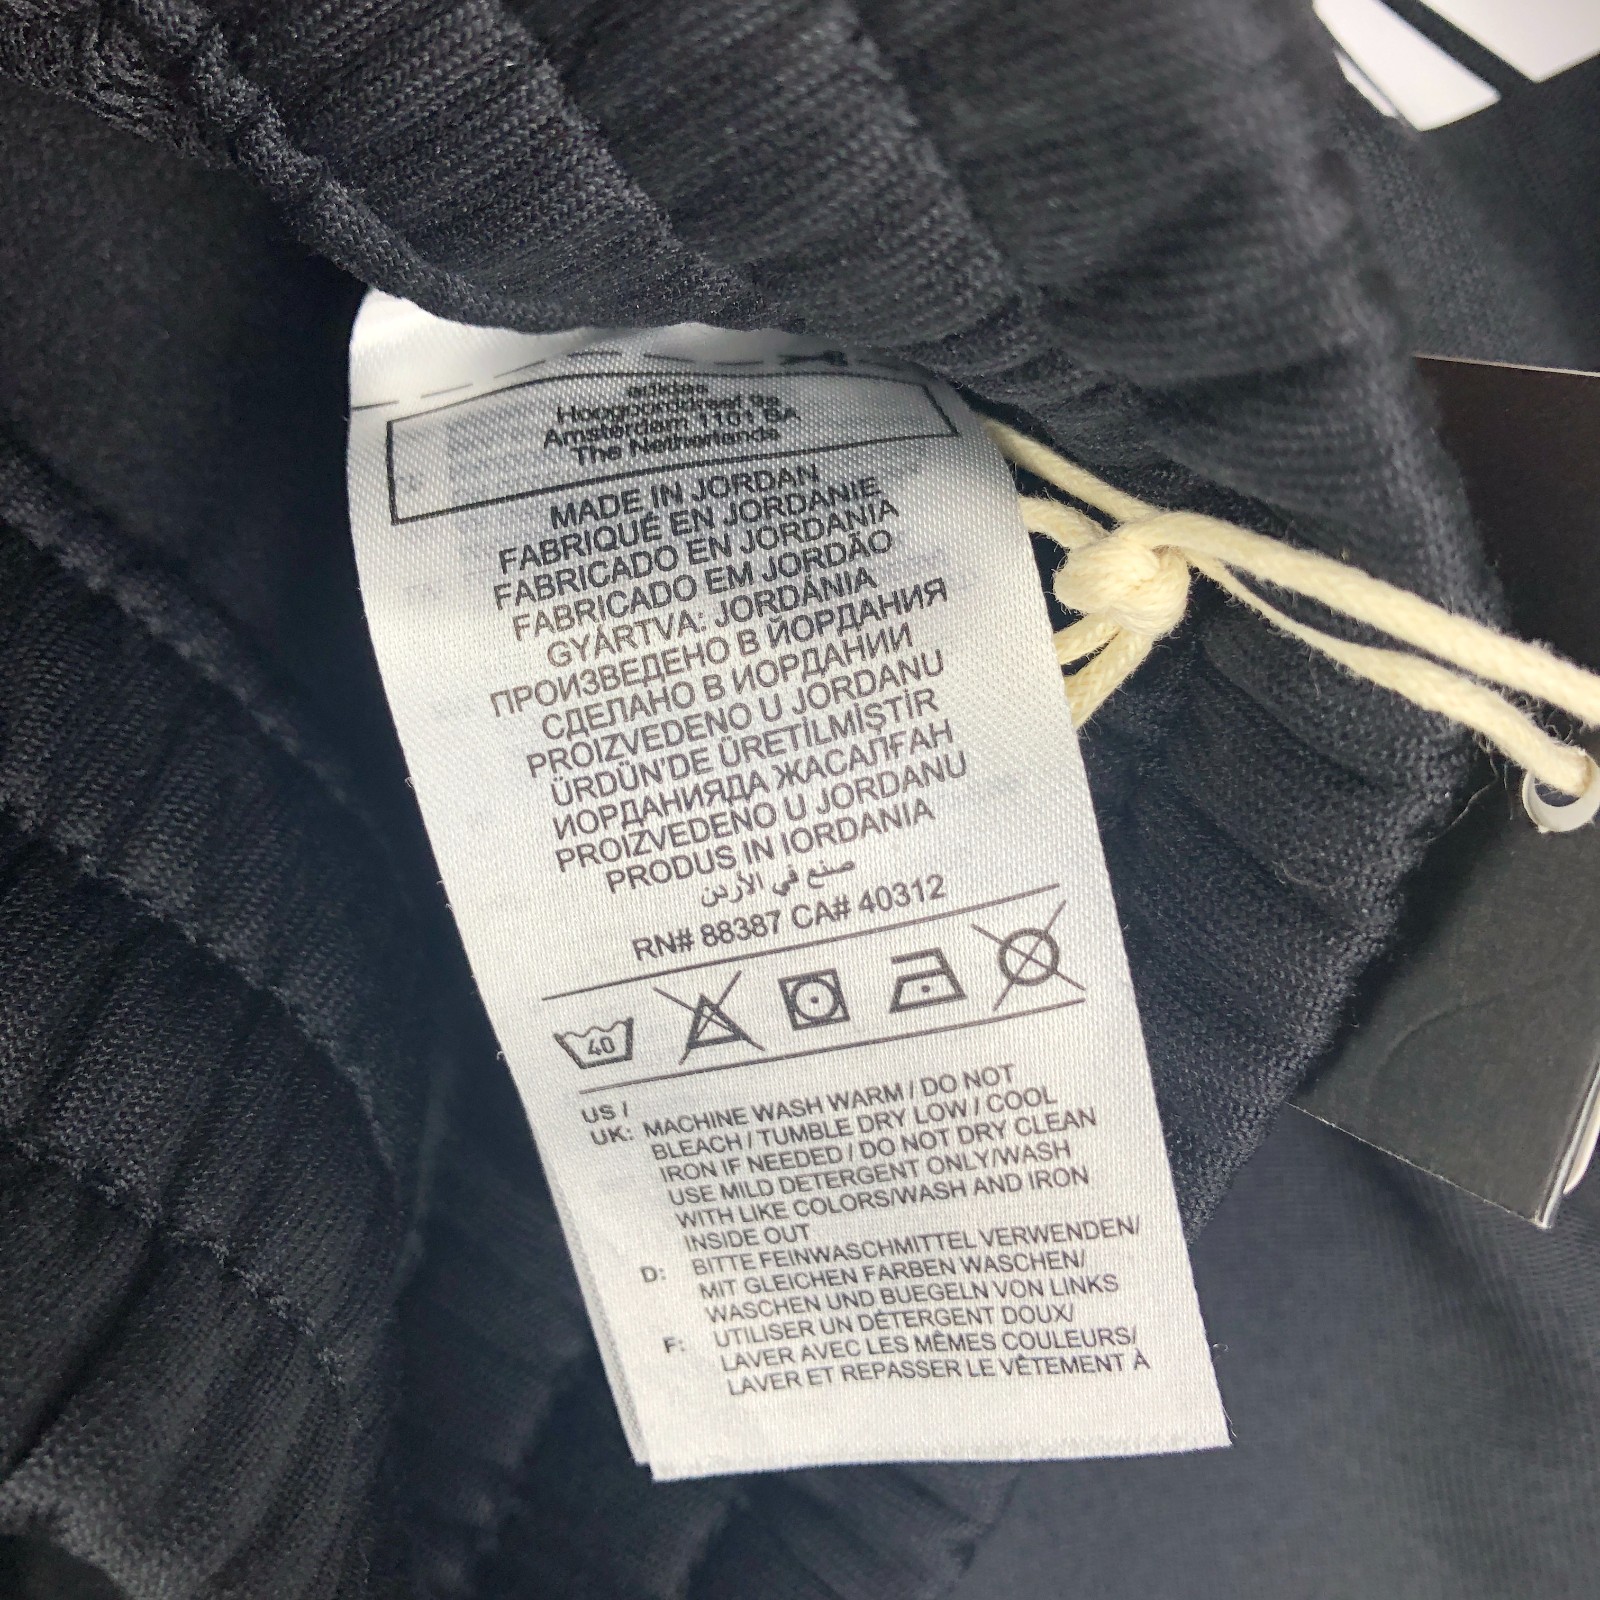 adidas
Hoogoorddreef 9a
Amsterdam 1101 BA
The Netherlands
MADE IN JORDAN
FABRIQUÉ EN JORDANIE
FABRICADO EN JORDANIA
FABRICADO EM JORDÃO
GYÁRTVA: JORDÁNIA
ПРОИЗВЕДЕНО В ЙОРДАНИЯ
СДЕЛАНО В ИОРДАНИИ
PROIZVEDENO U JORDANU
ÜRDÜN'DE ÜRETİLMİŞTİR
ИОРДАНИЯДА ЖАСАЛҒАН
PROIZVEDENO U JORDANU
PRODUS IN IORDANIA
صنع في الأردن
RN# 88387 CA# 40312
40
US /
UK: MACHINE WASH WARM / DO NOT
BLEACH / TUMBLE DRY LOW / COOL
IRON IF NEEDED / DO NOT DRY CLEAN
USE MILD DETERGENT ONLY/WASH
WITH LIKE COLORS/WASH AND IRON
INSIDE OUT
D: BITTE FEINWASCHMITTEL VERWENDEN/
MIT GLEICHEN FARBEN WASCHEN/
WASCHEN UND BUEGELN VON LINKS
F: UTILISER UN DÉTERGENT DOUX/
LAVER AVEC LES MÊMES COULEURS/
LAVER ET REPASSER LE VÊTEMENT À